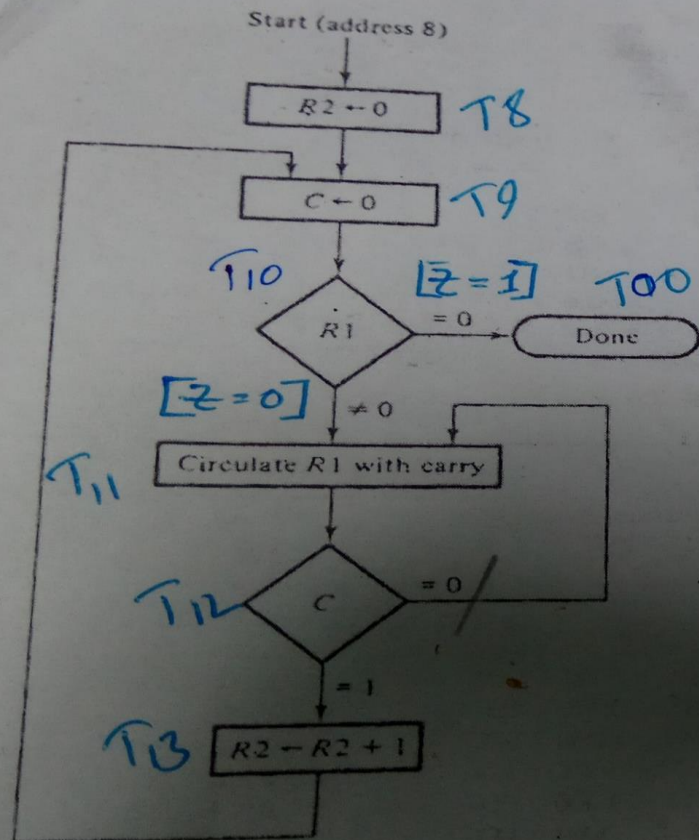 Start (address 8)
R2 ← 0 T8
C ← 0 T9
T10 [Z = 1] T00
R1 = 0 Done
[Z = 0] ≠ 0
Circulate R1 with carry
T11
= 0
T12 C
= 1
T13 R2 ← R2 + 1